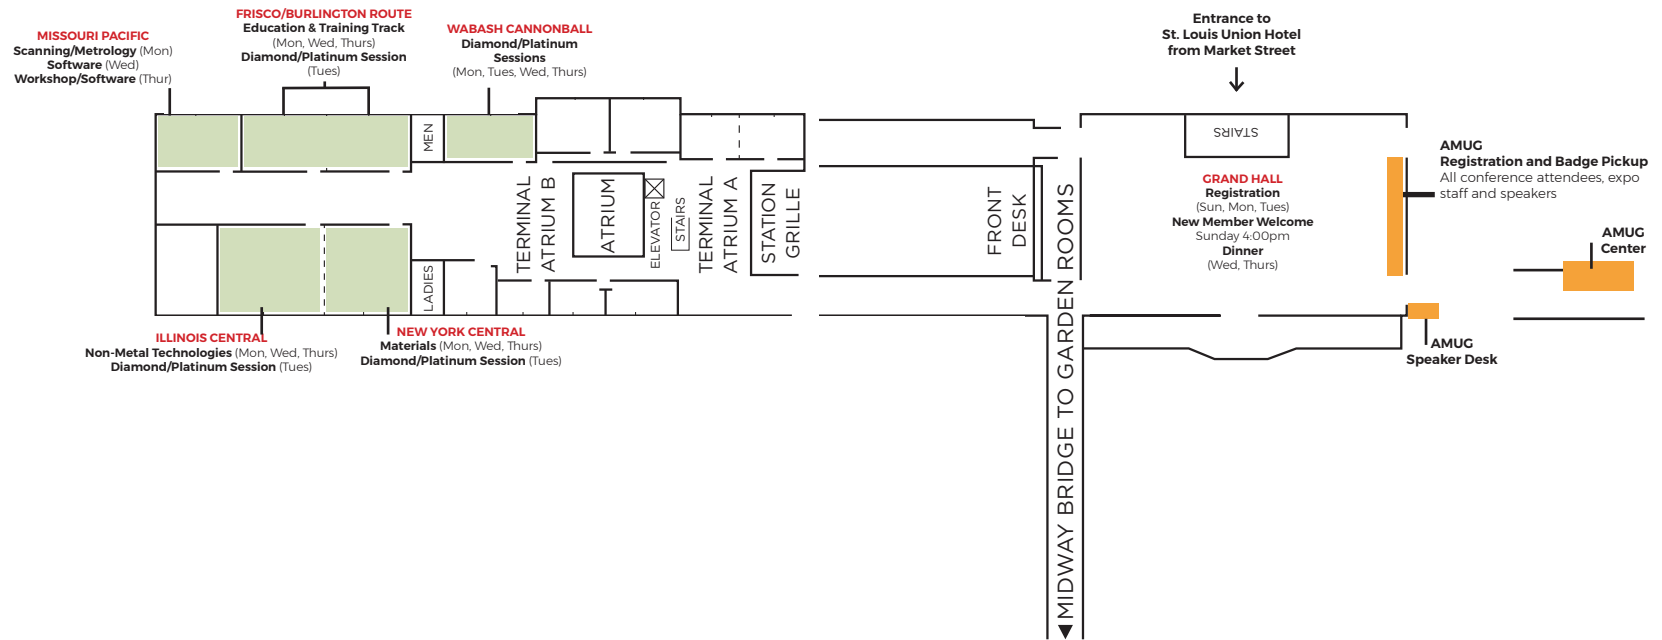 MISSOURI PACIFIC
Scanning/Metrology (Mon)
Software (Wed)
Workshop/Software (Thur)
FRISCO/BURLINGTON ROUTE
Education & Training Track
(Mon, Wed, Thurs)
Diamond/Platinum Session
(Tues)
WABASH CANNONBALL
Diamond/Platinum
Sessions
(Mon, Tues, Wed, Thurs)
Entrance to
St. Louis Union Hotel
from Market Street
MEN
STAIRS
AMUG
Registration and Badge Pickup
All conference attendees, expo
staff and speakers
TERMINAL
ATRIUM B
ATRIUM
ELEVATOR
STAIRS
TERMINAL
ATRIUM A
STATION
GRILLE
FRONT
DESK
GRAND HALL
Registration
(Sun, Mon, Tues)
New Member Welcome
Sunday 4:00pm
Dinner
(Wed, Thurs)
AMUG
Center
LADIES
ILLINOIS CENTRAL
Non-Metal Technologies (Mon, Wed, Thurs)
Diamond/Platinum Session (Tues)
NEW YORK CENTRAL
Materials (Mon, Wed, Thurs)
Diamond/Platinum Session (Tues)
AMUG
Speaker Desk
MIDWAY BRIDGE TO GARDEN ROOMS